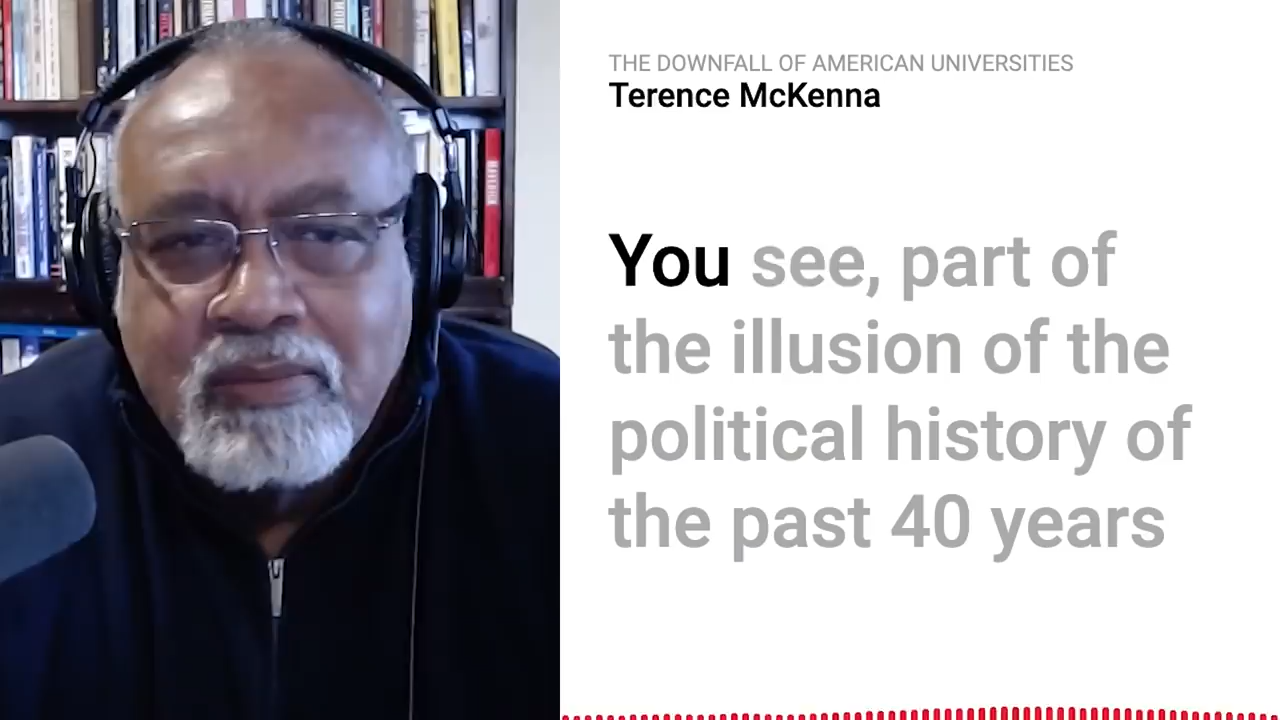 THE DOWNFALL OF AMERICAN UNIVERSITIES
Terence McKenna
You see, part of
the illusion of the
political history of
the past 40 years